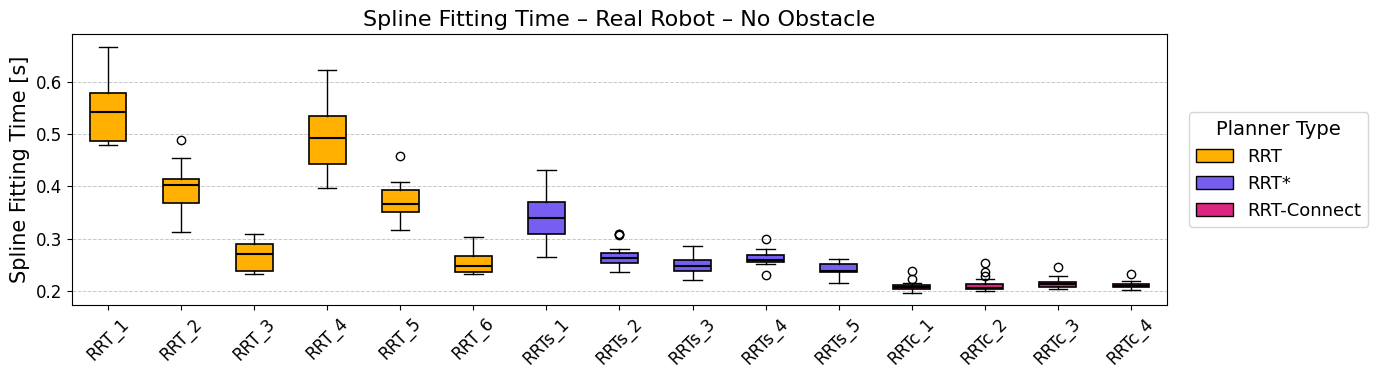 Spline Fitting Time – Real Robot – No Obstacle
Spline Fitting Time [s]
0.6
0.5
0.4
0.3
0.2
RRT_1
RRT_2
RRT_3
RRT_4
RRT_5
RRT_6
RRTs_1
RRTs_2
RRTs_3
RRTs_4
RRTs_5
RRTc_1
RRTc_2
RRTc_3
RRTc_4
Planner Type
RRT
RRT*
RRT-Connect